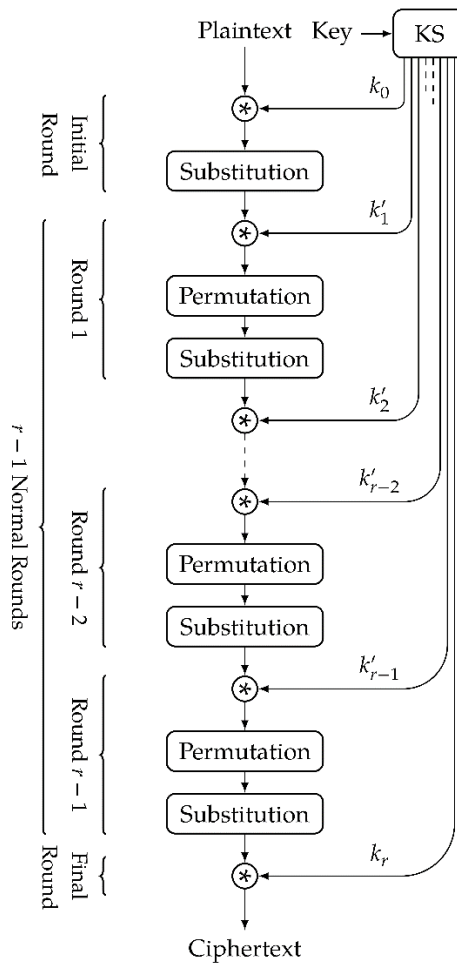 Plaintext Key KS
k₀
*
Initial
Round
Substitution
k′₁
*
Permutation
Round 1
Substitution
k′₂
*
r − 1 Normal Rounds
k′ᵣ₋₂
*
Permutation
Round r − 2
Substitution
k′ᵣ₋₁
*
Permutation
Round r − 1
Substitution
kᵣ
*
Final
Round
Ciphertext